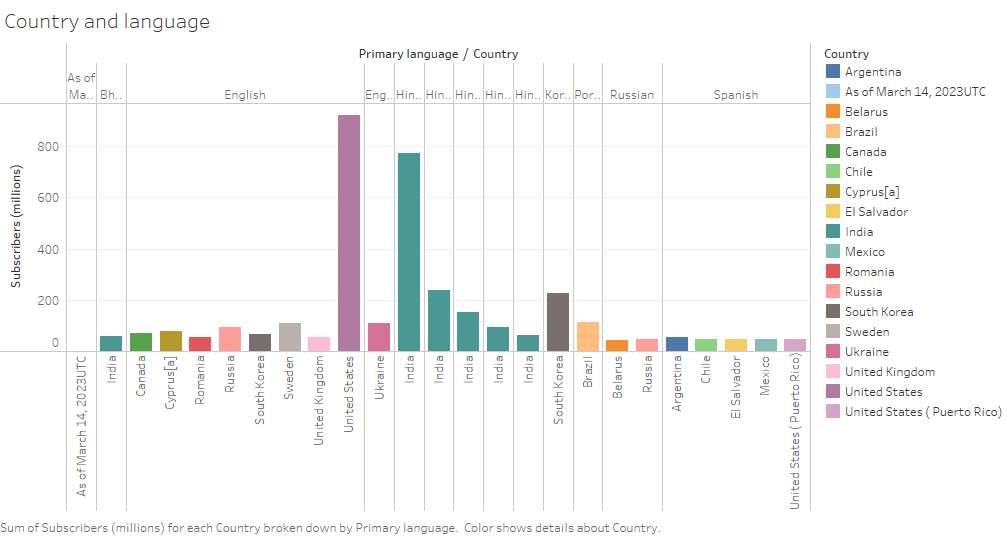 Country and language
Primary language / Country
As of
Ma..
Bh..
English
Eng..
Hin..
Hin..
Hin..
Hin..
Hin..
Kor..
Por..
Russian
Spanish
Subscribers (millions)
800
600
400
200
0
As of March 14, 2023UTC
India
Canada
Cyprus[a]
Romania
Russia
South Korea
Sweden
United Kingdom
United States
Ukraine
India
India
India
India
India
South Korea
Brazil
Belarus
Russia
Argentina
Chile
El Salvador
Mexico
United States ( Puerto Rico)
Country
Argentina
As of March 14, 2023UTC
Belarus
Brazil
Canada
Chile
Cyprus[a]
El Salvador
India
Mexico
Romania
Russia
South Korea
Sweden
Ukraine
United Kingdom
United States
United States ( Puerto Rico)
Sum of Subscribers (millions) for each Country broken down by Primary language. Color shows details about Country.